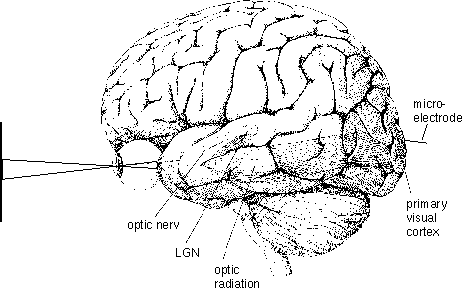 micro-
electrode
primary
visual
cortex
optic nerv
LGN
optic
radiation